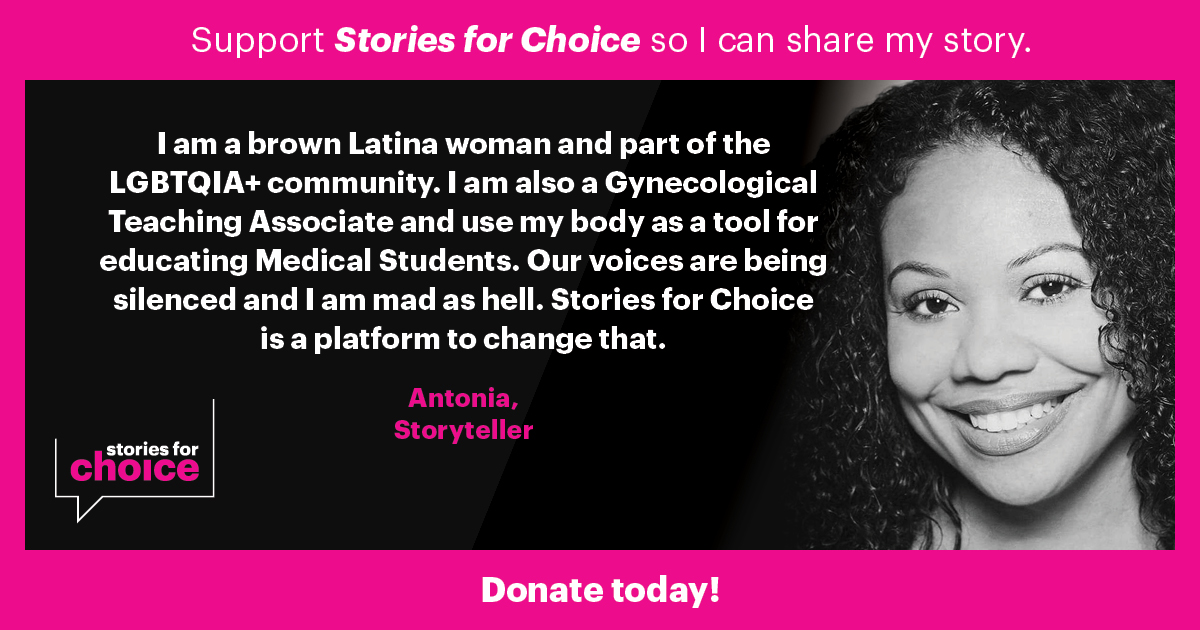 Support Stories for Choice so I can share my story.
I am a brown Latina woman and part of the
LGBTQIA+ community. I am also a Gynecological
Teaching Associate and use my body as a tool for
educating Medical Students. Our voices are being
silenced and I am mad as hell. Stories for Choice
is a platform to change that.
Antonia,
Storyteller
stories for
choice
Donate today!